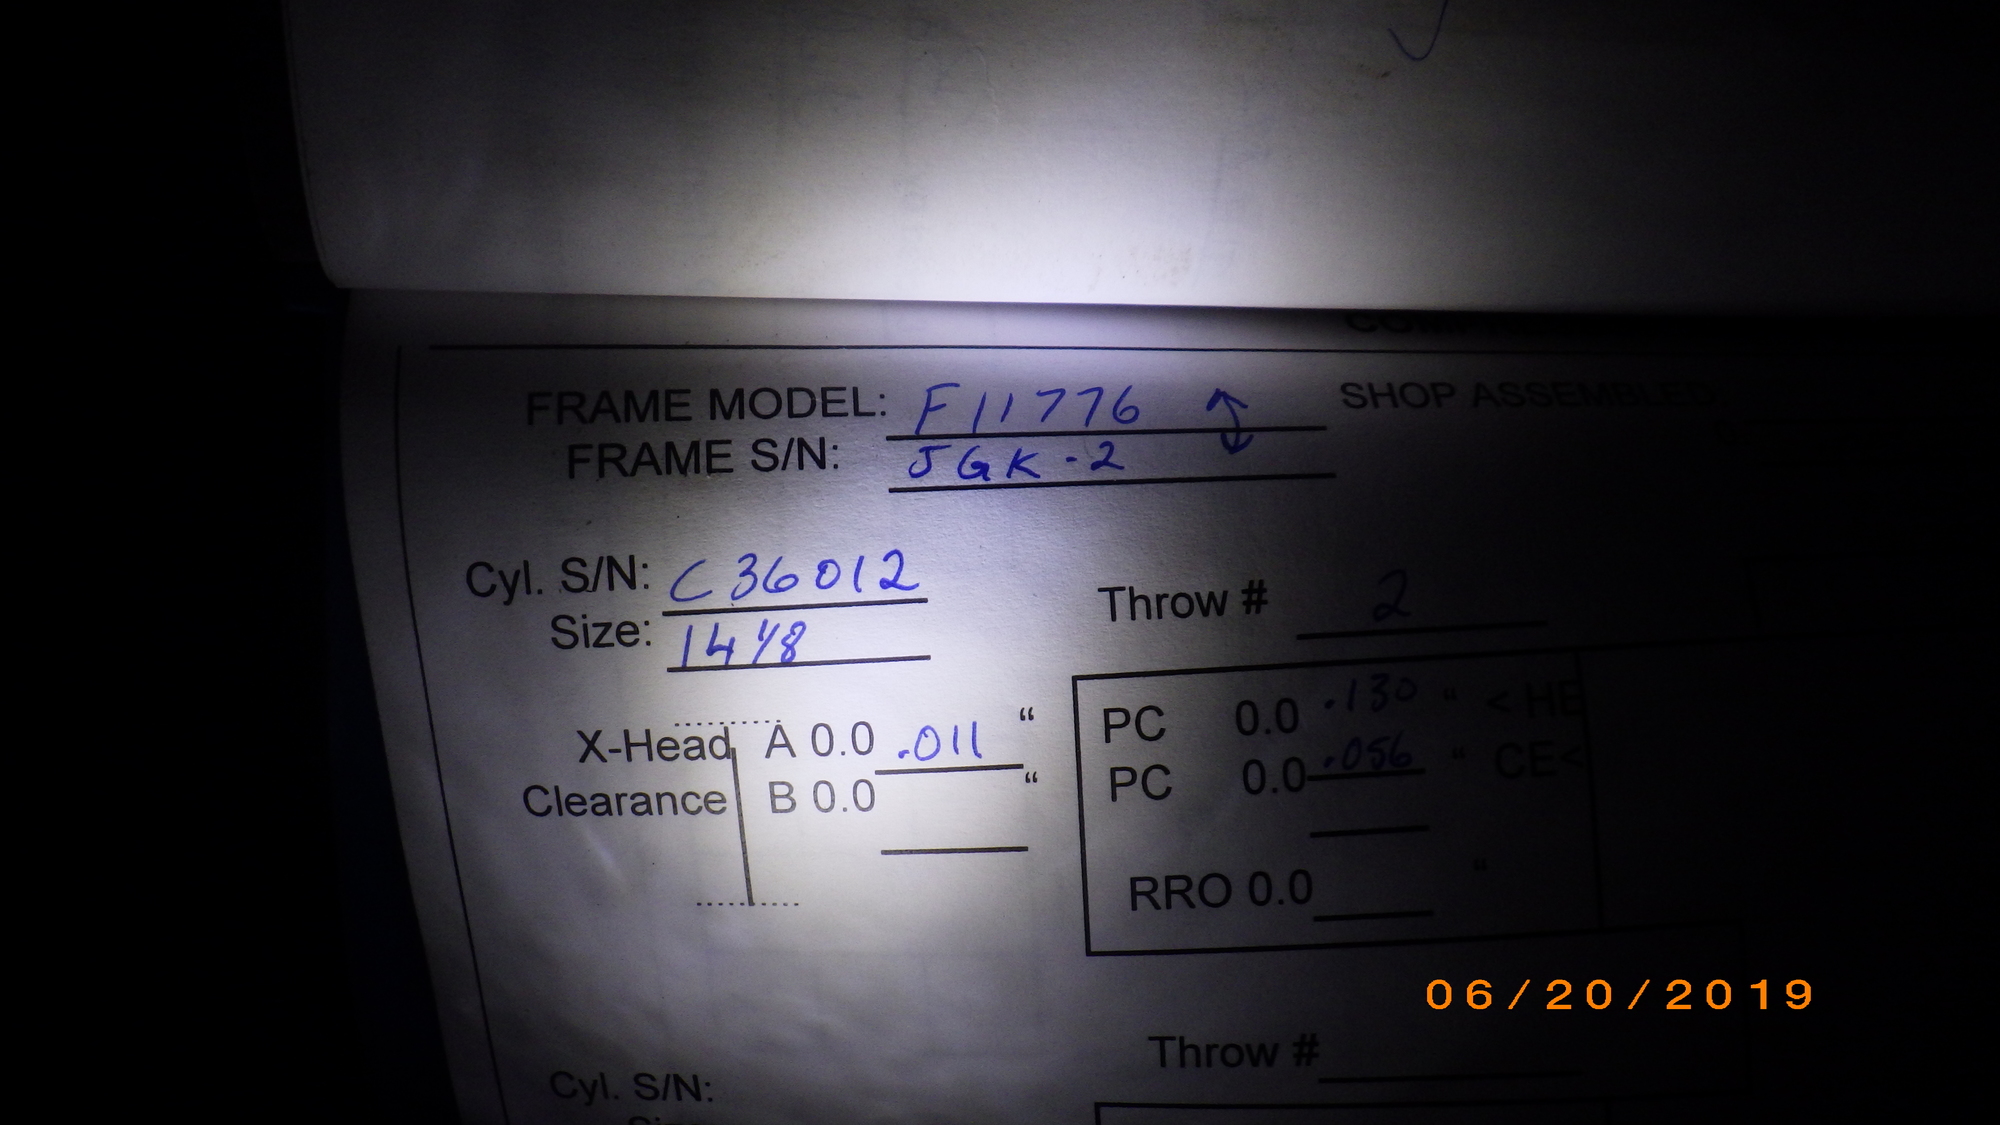 FRAME MODEL: F11776
SHOP ASSEMBLED:
FRAME S/N: JGK-2
Cyl. S/N: C36012
Throw # 2
Size: 14 1/8
X-Head A 0.0 .011 “
Clearance B 0.0 “
PC 0.0 .130 “ < HE
PC 0.0 .056 “ CE<
RRO 0.0 “
06/20/2019
Throw #
Cyl. S/N: